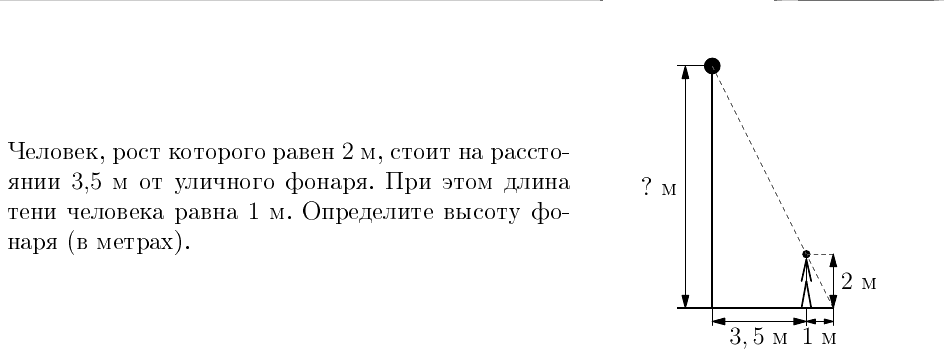 Человек, рост которого равен 2 м, стоит на рассто-
янии 3,5 м от уличного фонаря. При этом длина
тени человека равна 1 м. Определите высоту фо-
наря (в метрах).
? м
2 м
3, 5 м 1 м